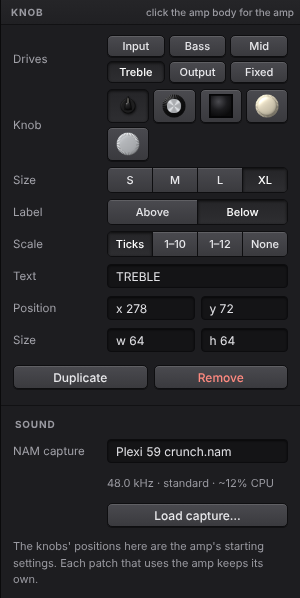 KNOB click the amp body for the amp
Drives
Input Bass Mid
Treble Output Fixed
Knob
Size S M L XL
Label Above Below
Scale Ticks 1–10 1–12 None
Text TREBLE
Position x 278 y 72
Size w 64 h 64
Duplicate Remove
SOUND
NAM capture Plexi 59 crunch.nam
48.0 kHz · standard · ~12% CPU
Load capture...
The knobs' positions here are the amp's starting
settings. Each patch that uses the amp keeps its
own.